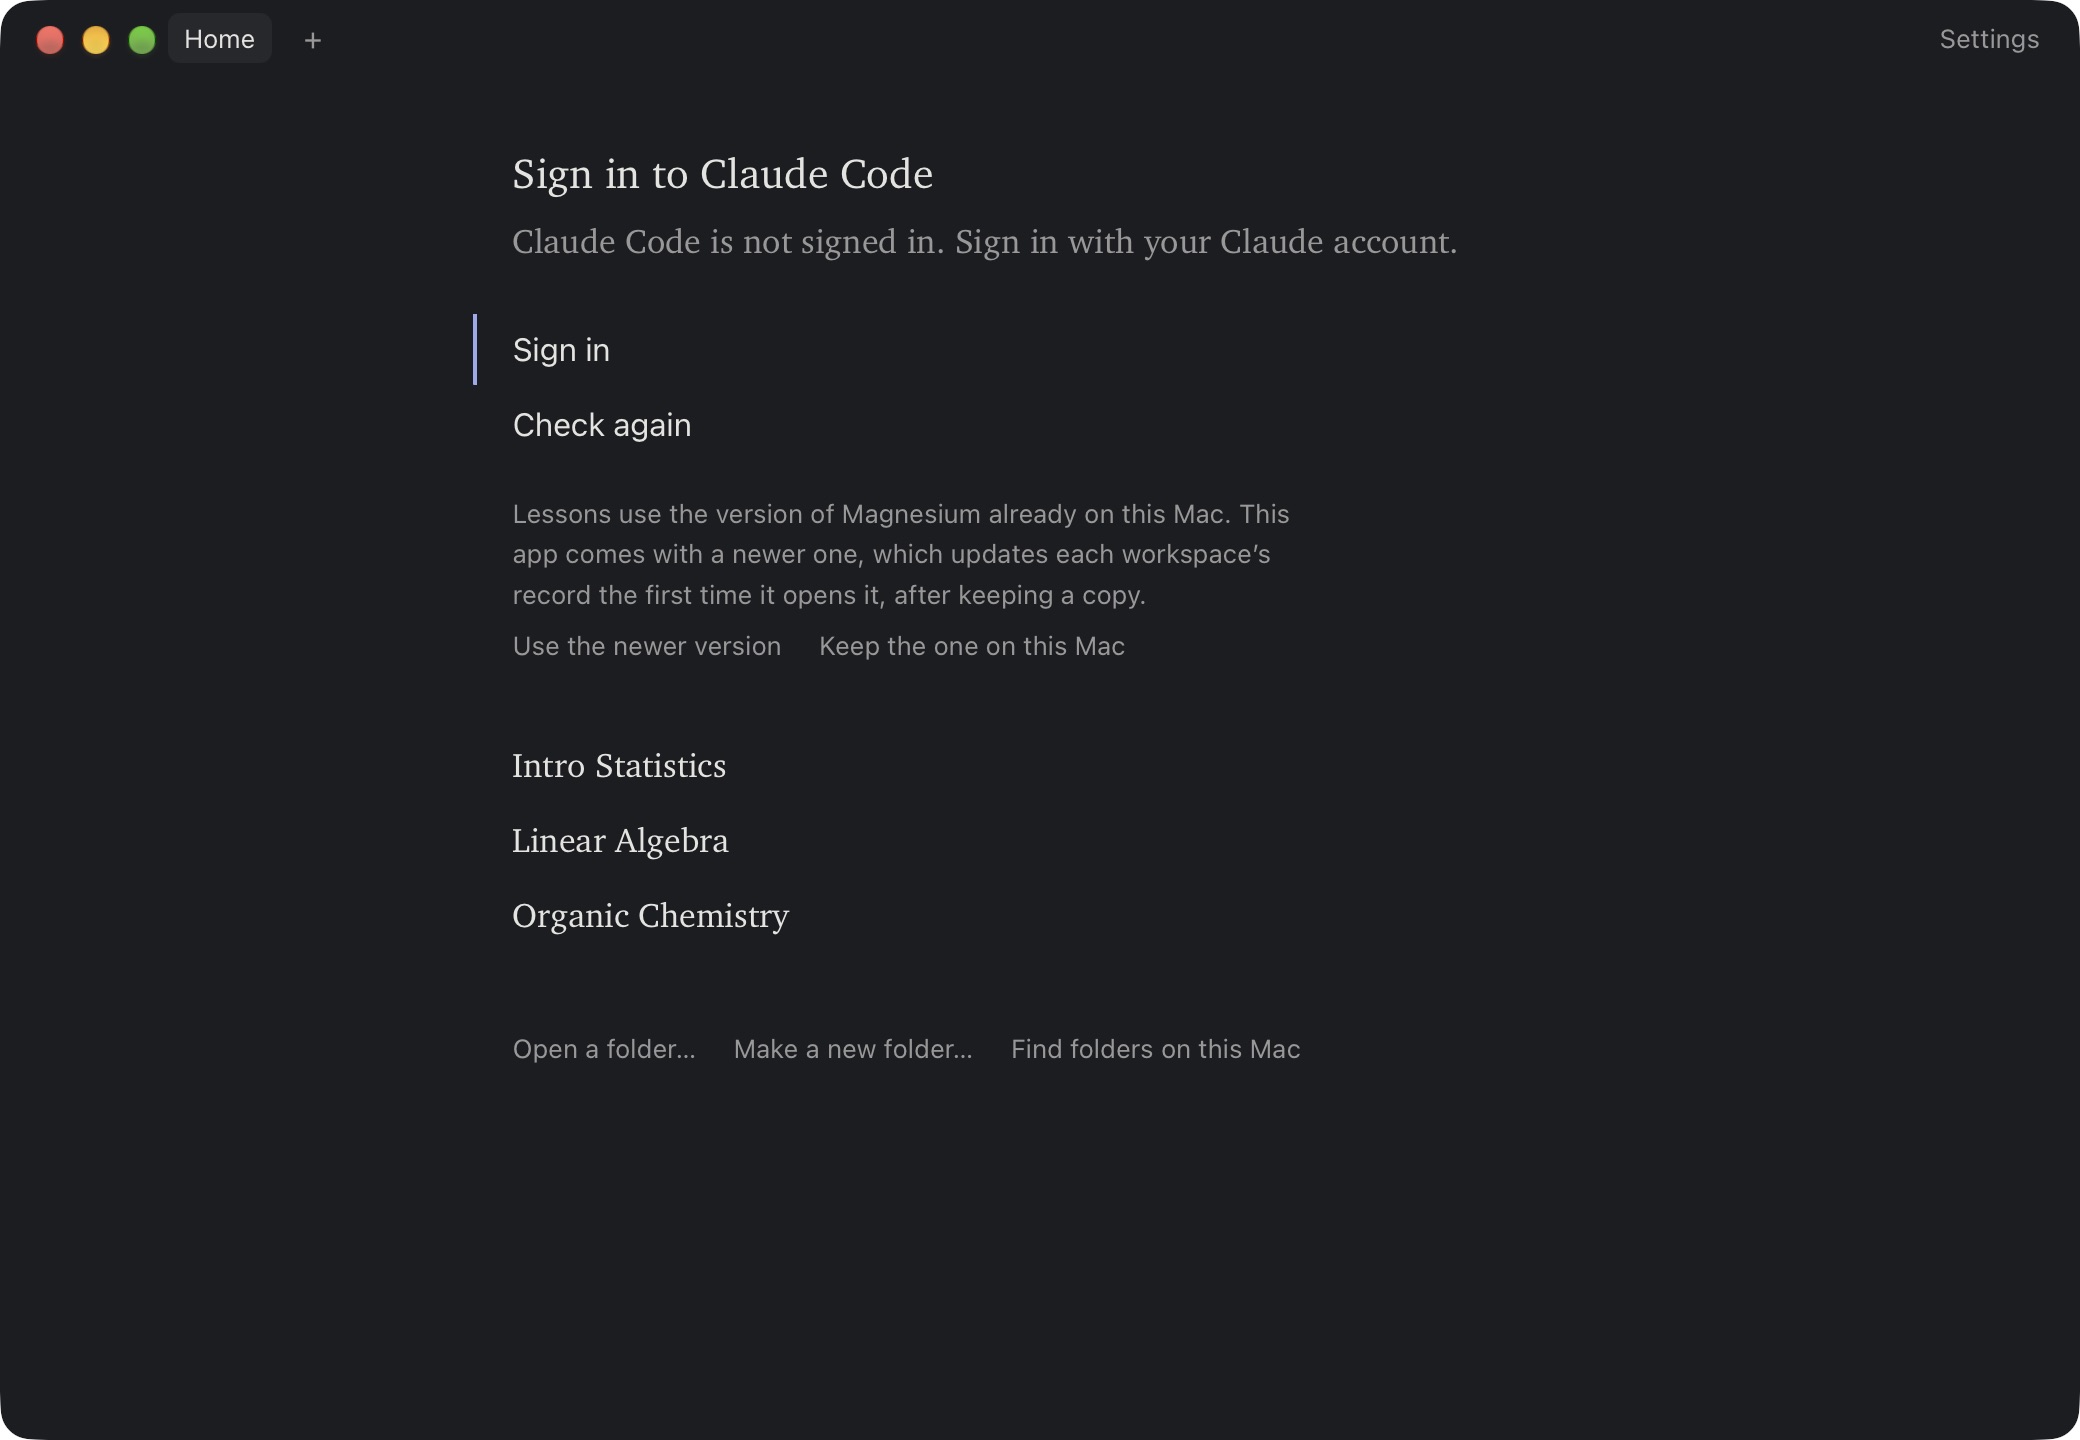 Home +
Settings
Sign in to Claude Code
Claude Code is not signed in. Sign in with your Claude account.
Sign in
Check again
Lessons use the version of Magnesium already on this Mac. This
app comes with a newer one, which updates each workspace’s
record the first time it opens it, after keeping a copy.
Use the newer version Keep the one on this Mac
Intro Statistics
Linear Algebra
Organic Chemistry
Open a folder... Make a new folder... Find folders on this Mac